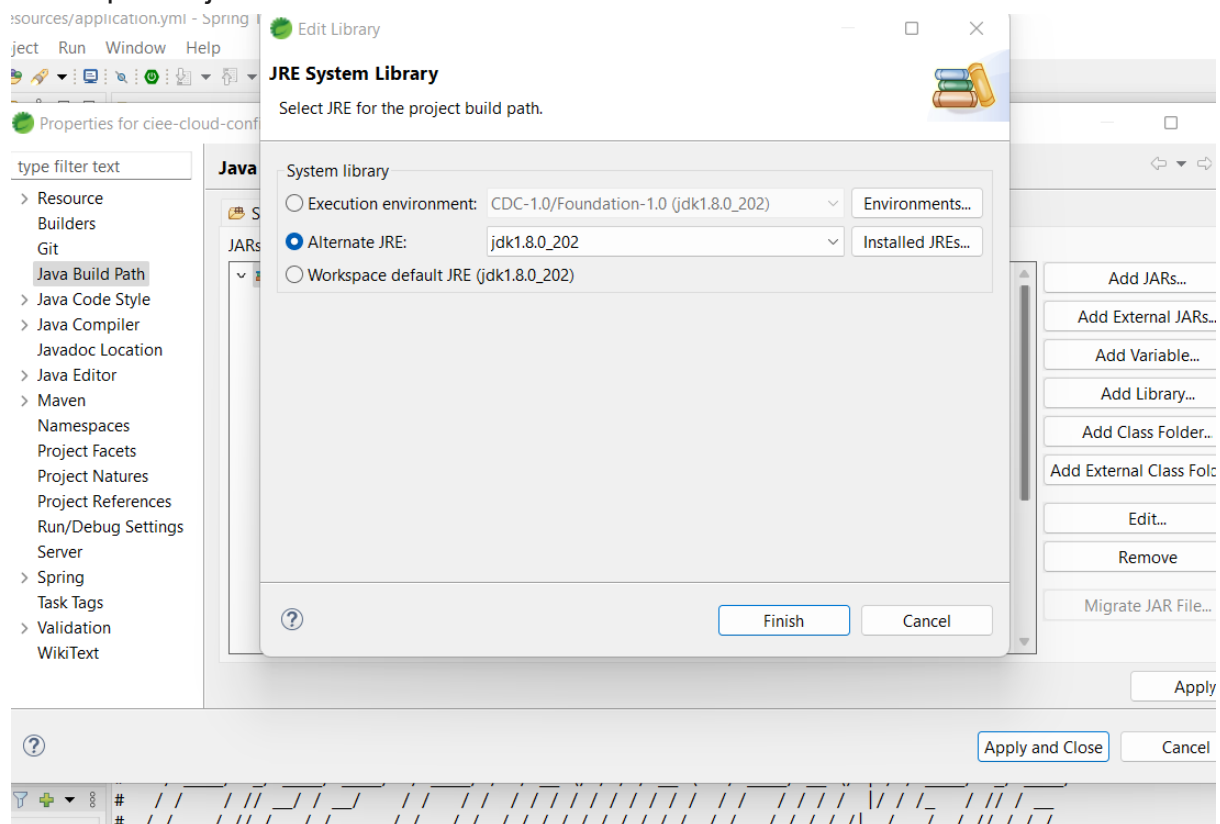 esources/application.yml - Spring
Edit Library
ject Run Window Help
JRE System Library
Select JRE for the project build path.
Properties for ciee-cloud-confi
type filter text
Java
System library
Resource
Builders
Git
Java Build Path
Java Code Style
Java Compiler
Javadoc Location
Java Editor
Maven
Namespaces
Project Facets
Project Natures
Project References
Run/Debug Settings
Server
Spring
Task Tags
Validation
WikiText
S
JARs
Execution environment: CDC-1.0/Foundation-1.0 (jdk1.8.0_202) Environments...
Alternate JRE: jdk1.8.0_202 Installed JREs...
Workspace default JRE (jdk1.8.0_202)
Add JARs...
Add External JARs...
Add Variable...
Add Library...
Add Class Folder...
Add External Class Fold
Edit...
Remove
Migrate JAR File...
Finish Cancel
Apply
Apply and Close Cancel